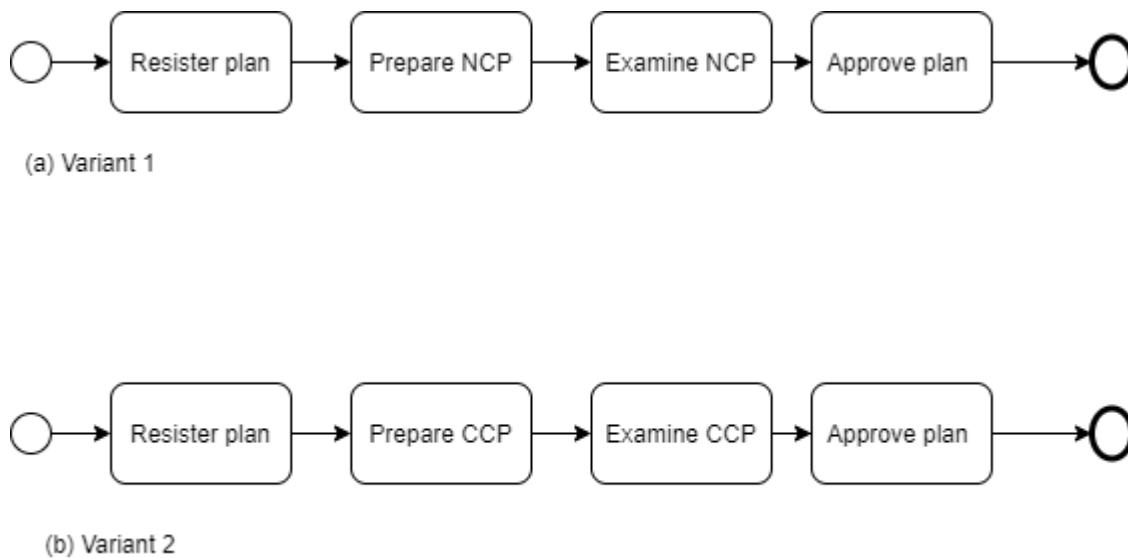 Resister plan
Prepare NCP
Examine NCP
Approve plan
(a) Variant 1
Resister plan
Prepare CCP
Examine CCP
Approve plan
(b) Variant 2